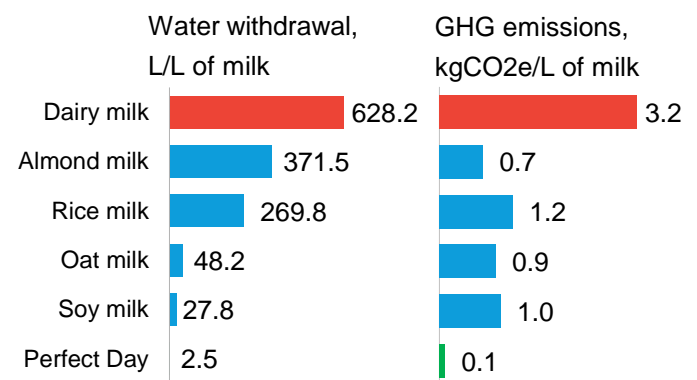 Water withdrawal,
L/L of milk
GHG emissions,
kgCO2e/L of milk
Dairy milk 628.2 3.2
Almond milk 371.5 0.7
Rice milk 269.8 1.2
Oat milk 48.2 0.9
Soy milk 27.8 1.0
Perfect Day 2.5 0.1